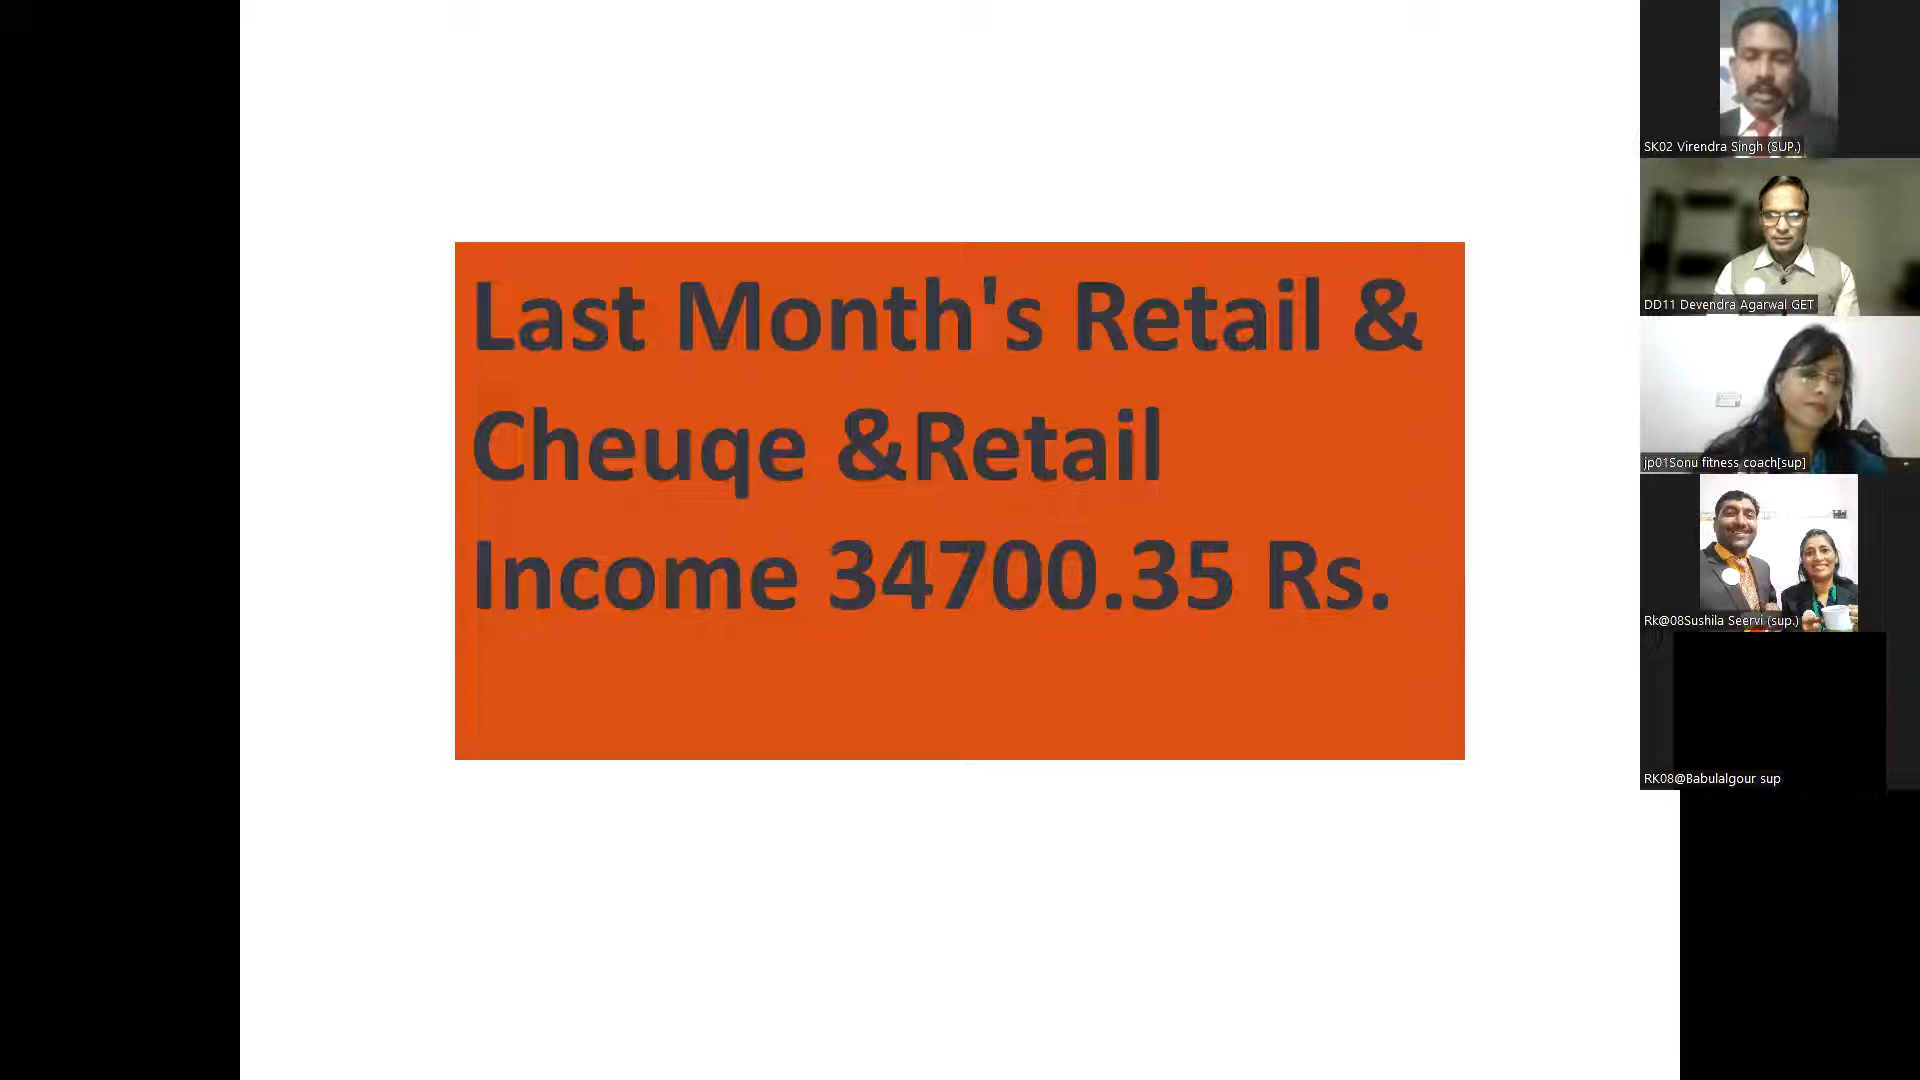 Last Month's Retail &
Cheuqe &Retail
Income 34700.35 Rs.
SK02 Virendra Singh (SUP.)
DD11 Devendra Agarwal GET
jp01Sonu fitness coach[sup]
Rk@08Sushila Seervi (sup.)
RK08@Babulalgour sup